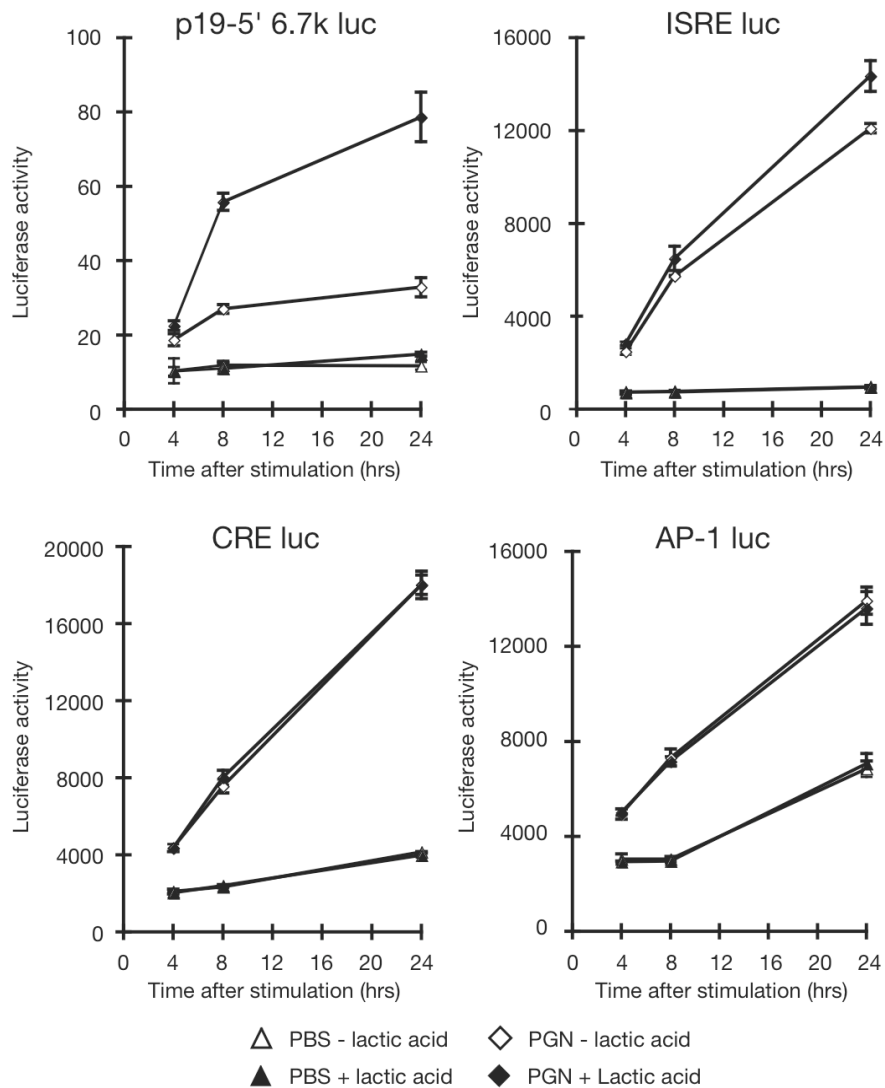 p19-5' 6.7k luc
100
80
60
40
20
0
Luciferase activity
0 4 8 12 16 20 24
Time after stimulation (hrs)
ISRE luc
16000
12000
8000
4000
0
Luciferase activity
0 4 8 12 16 20 24
Time after stimulation (hrs)
CRE luc
20000
16000
12000
8000
4000
0
Luciferase activity
0 4 8 12 16 20 24
Time after stimulation (hrs)
AP-1 luc
16000
12000
8000
4000
0
Luciferase activity
0 4 8 12 16 20 24
Time after stimulation (hrs)
PBS - lactic acid
PGN - lactic acid
PBS + lactic acid
PGN + Lactic acid